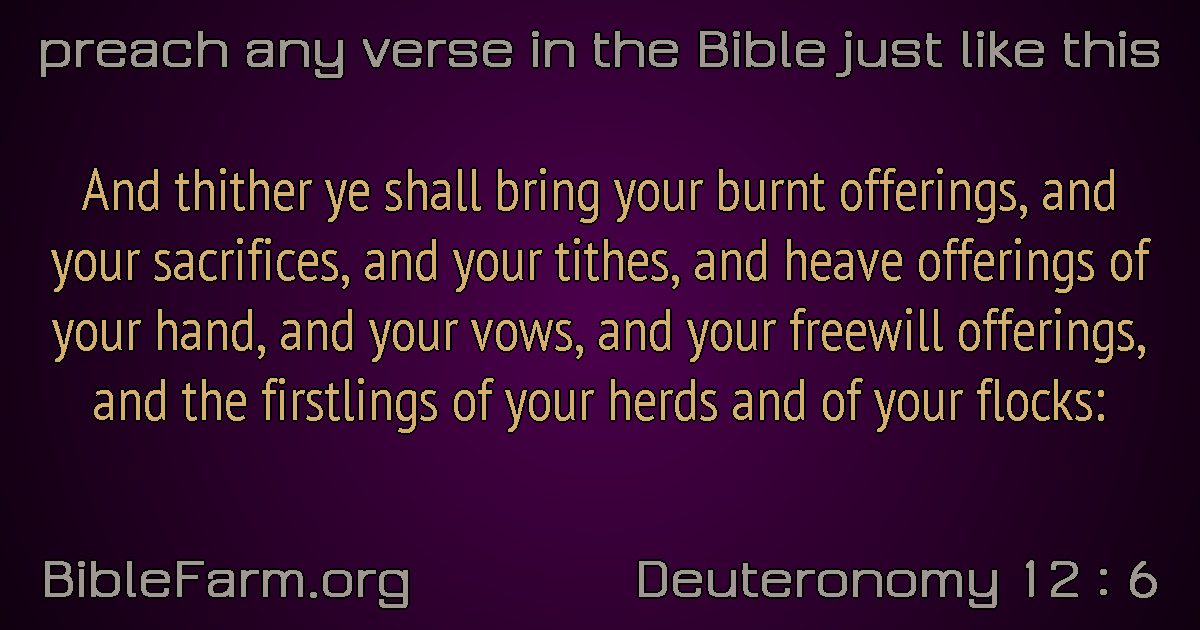 preach any verse in the Bible just like this
And thither ye shall bring your burnt offerings, and
your sacrifices, and your tithes, and heave offerings of
your hand, and your vows, and your freewill offerings,
and the firstlings of your herds and of your flocks:
BibleFarm.org
Deuteronomy 12 : 6